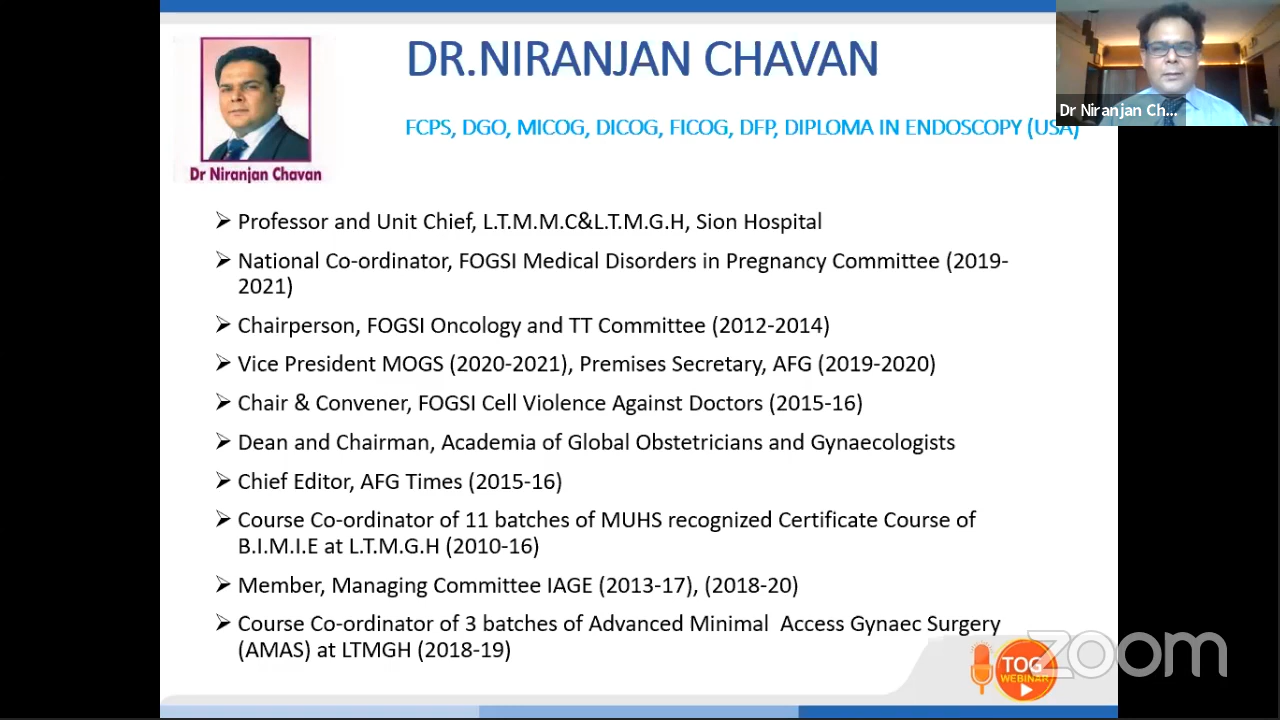 DR.NIRANJAN CHAVAN
Dr Niranjan Ch...
FCPS, DGO, MICOG, DICOG, FICOG, DFP, DIPLOMA IN ENDOSCOPY (USA)
Dr Niranjan Chavan
➢ Professor and Unit Chief, L.T.M.M.C&L.T.M.G.H, Sion Hospital
➢ National Co-ordinator, FOGSI Medical Disorders in Pregnancy Committee (2019-
2021)
➢ Chairperson, FOGSI Oncology and TT Committee (2012-2014)
➢ Vice President MOGS (2020-2021), Premises Secretary, AFG (2019-2020)
➢ Chair & Convener, FOGSI Cell Violence Against Doctors (2015-16)
➢ Dean and Chairman, Academia of Global Obstetricians and Gynaecologists
➢ Chief Editor, AFG Times (2015-16)
➢ Course Co-ordinator of 11 batches of MUHS recognized Certificate Course of
B.I.M.I.E at L.T.M.G.H (2010-16)
➢ Member, Managing Committee IAGE (2013-17), (2018-20)
➢ Course Co-ordinator of 3 batches of Advanced Minimal  Access Gynaec Surgery
(AMAS) at LTMGH (2018-19)
TOG
WEBINAR
zoom